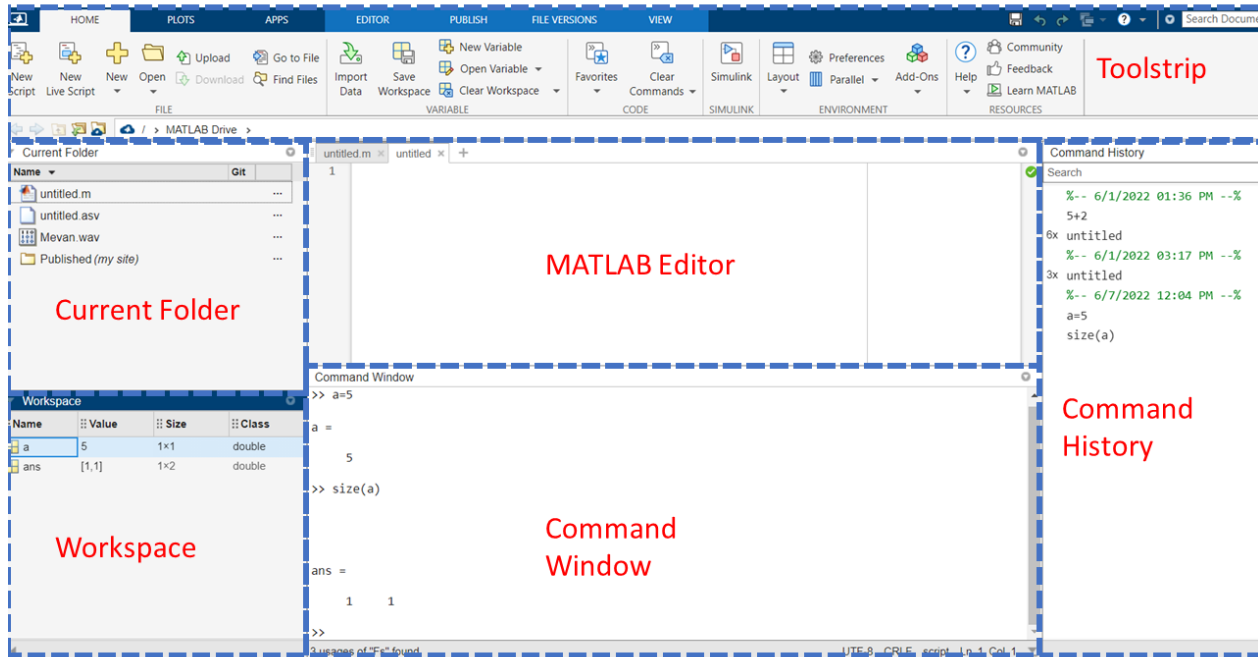 HOME PLOTS APPS EDITOR PUBLISH FILE VERSIONS VIEW Search Docume
New Script
New Live Script
New
Open
Upload
Download
Go to File
Find Files
FILE
Import Data
Save Workspace
New Variable
Open Variable
Clear Workspace
VARIABLE
Favorites
Clear Commands
CODE
Simulink
SIMULINK
Layout
Preferences
Parallel
Add-Ons
ENVIRONMENT
Help
Community
Feedback
Learn MATLAB
RESOURCES
Toolstrip
/ > MATLAB Drive >
Current Folder
Name Git
untitled.m
untitled.asv
Mevan.wav
Published (my site)
Current Folder
Workspace
Name Value Size Class
a 5 1×1 double
ans [1,1] 1×2 double
Workspace
untitled.m × untitled × +
1
MATLAB Editor
Command Window
>> a=5
a =
5
>> size(a)
ans =
1 1
>>
Command
Window
3 usages of "Fs" found UTF-8 CRLF script Ln 1 Col 1
Command History
Search
%-- 6/1/2022 01:36 PM --%
5+2
6x untitled
%-- 6/1/2022 03:17 PM --%
3x untitled
%-- 6/7/2022 12:04 PM --%
a=5
size(a)
Command
History